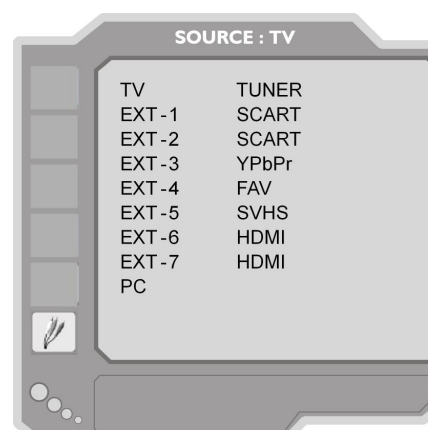 SOURCE : TV
TV TUNER
EXT-1 SCART
EXT-2 SCART
EXT-3 YPbPr
EXT-4 FAV
EXT-5 SVHS
EXT-6 HDMI
EXT-7 HDMI
PC